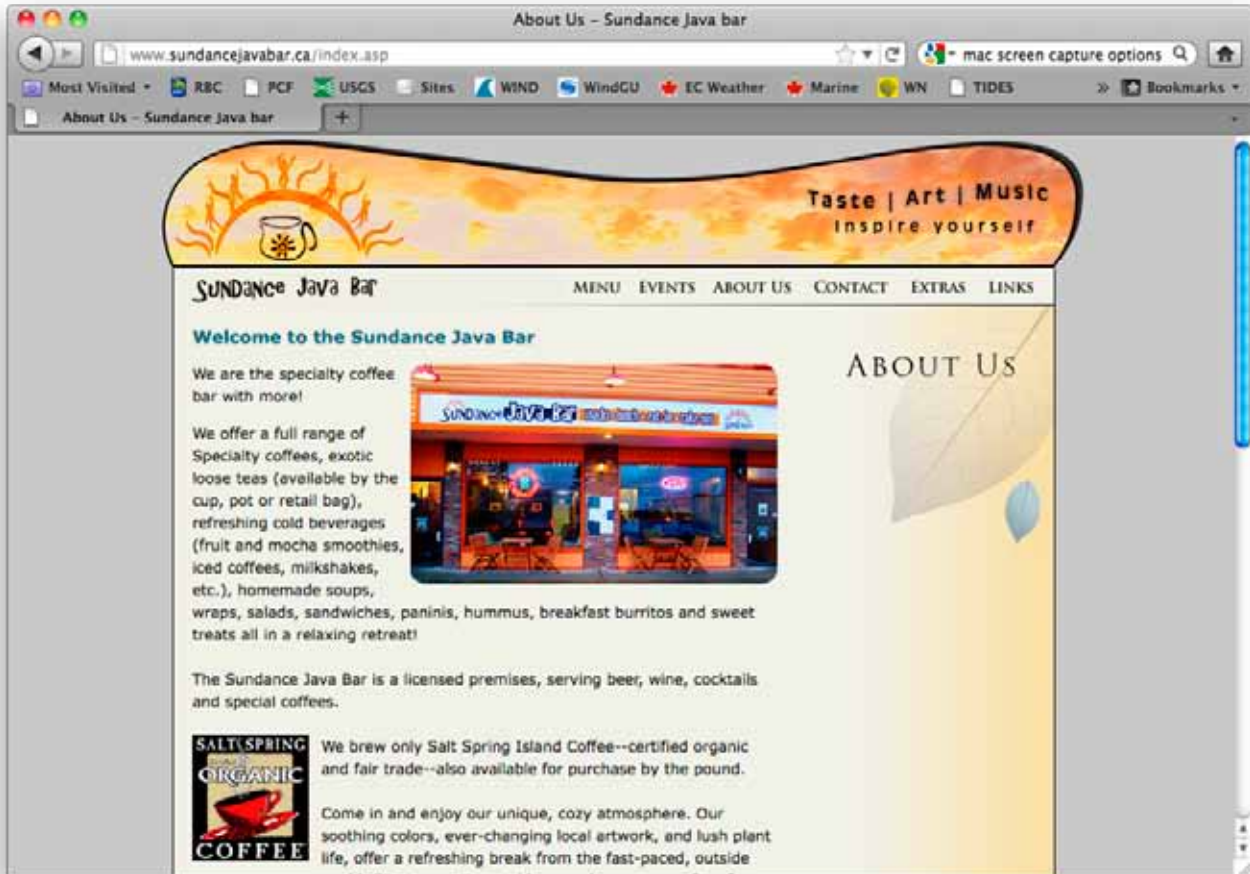 About Us – Sundance Java bar
www.sundancejavabar.ca/index.asp
mac screen capture options
Most Visited RBC PCF USGS Sites WIND WindGU EC Weather Marine WN TIDES » Bookmarks
About Us – Sundance Java bar +
Taste | Art | Music
Inspire yourself
Sundance Java Bar
MENU EVENTS ABOUT US CONTACT EXTRAS LINKS
Welcome to the Sundance Java Bar
ABOUT US
We are the specialty coffee
bar with more!
SUNDANCE Java Bar
We offer a full range of
Specialty coffees, exotic
loose teas (available by the
cup, pot or retail bag),
refreshing cold beverages
(fruit and mocha smoothies,
iced coffees, milkshakes,
etc.), homemade soups,
wraps, salads, sandwiches, paninis, hummus, breakfast burritos and sweet
treats all in a relaxing retreat!
The Sundance Java Bar is a licensed premises, serving beer, wine, cocktails
and special coffees.
SALT SPRING
ORGANIC
COFFEE
We brew only Salt Spring Island Coffee--certified organic
and fair trade--also available for purchase by the pound.
Come in and enjoy our unique, cozy atmosphere. Our
soothing colors, ever-changing local artwork, and lush plant
life, offer a refreshing break from the fast-paced, outside